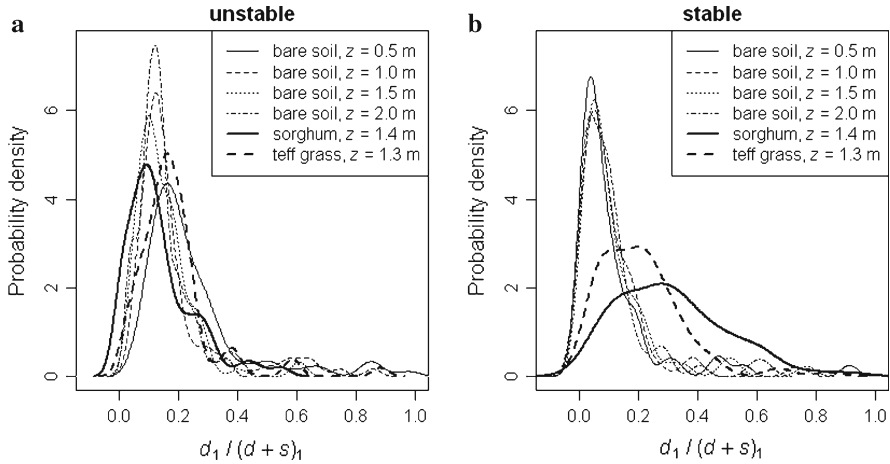 a
unstable
Probability density
6
4
2
0
bare soil, z = 0.5 m
bare soil, z = 1.0 m
bare soil, z = 1.5 m
bare soil, z = 2.0 m
sorghum, z = 1.4 m
teff grass, z = 1.3 m
0.0 0.2 0.4 0.6 0.8 1.0
d1 / (d + s)1
b
stable
Probability density
6
4
2
0
bare soil, z = 0.5 m
bare soil, z = 1.0 m
bare soil, z = 1.5 m
bare soil, z = 2.0 m
sorghum, z = 1.4 m
teff grass, z = 1.3 m
0.0 0.2 0.4 0.6 0.8 1.0
d1 / (d + s)1